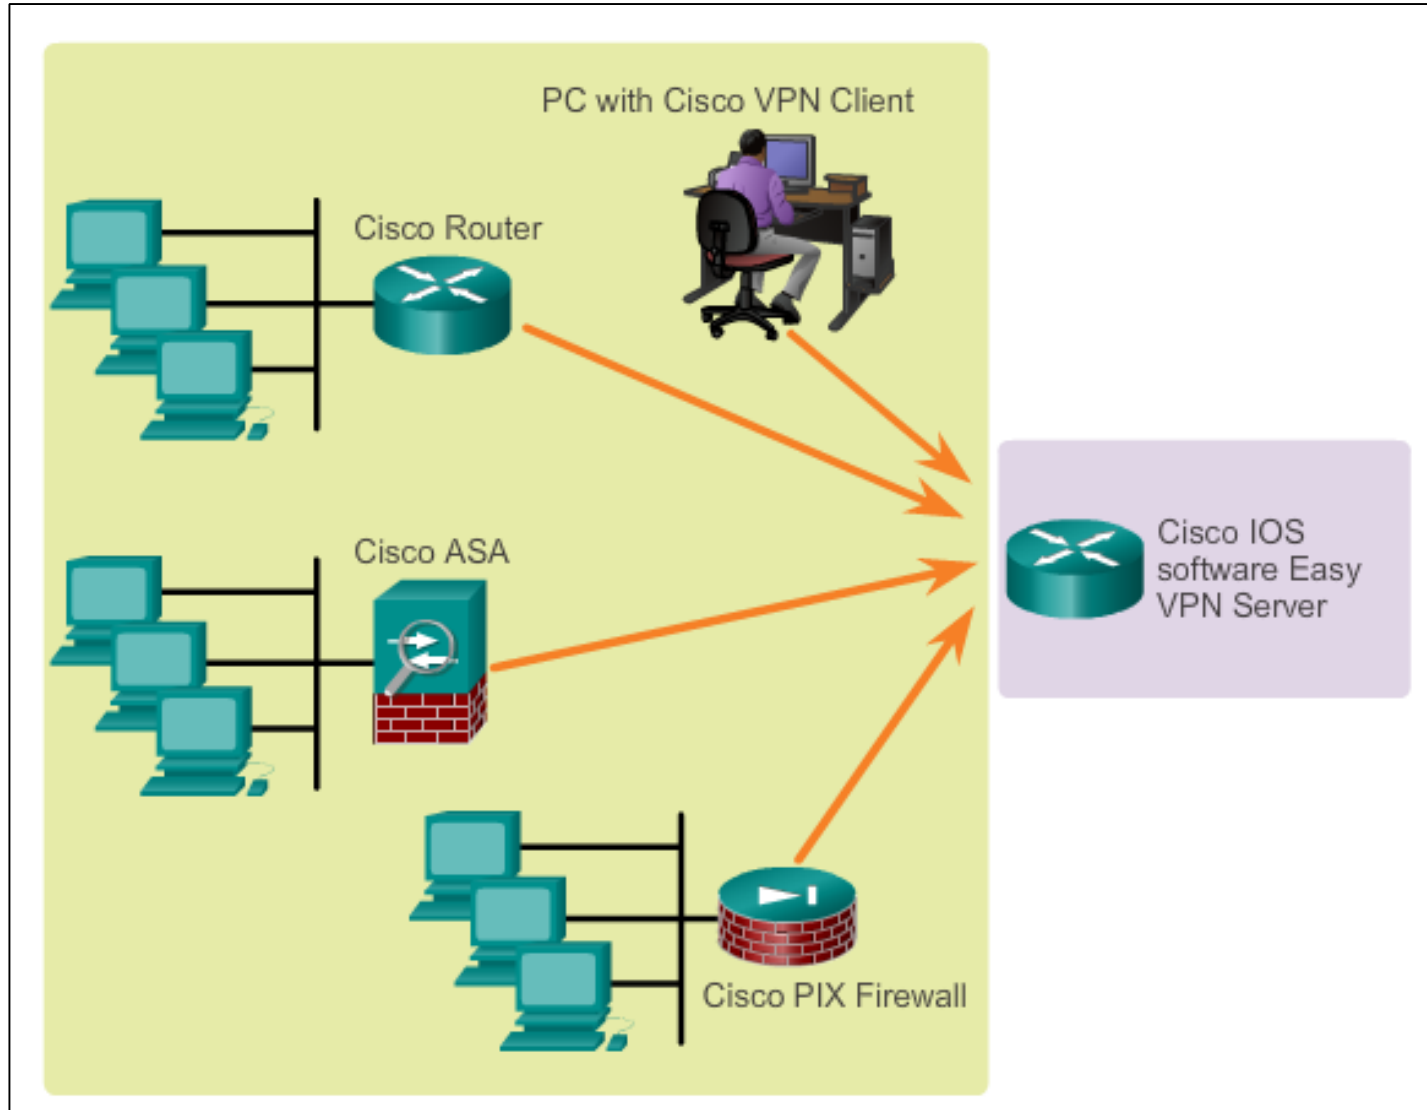 PC with Cisco VPN Client
Cisco Router
Cisco ASA
Cisco IOS
software Easy
VPN Server
Cisco PIX Firewall